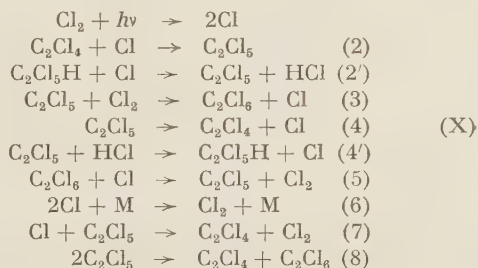 Cl₂ + hν → 2Cl
C₂Cl₄ + Cl → C₂Cl₅ (2)
C₂Cl₅H + Cl → C₂Cl₅ + HCl (2′)
C₂Cl₅ + Cl₂ → C₂Cl₆ + Cl (3)
C₂Cl₅ → C₂Cl₄ + Cl (4) (X)
C₂Cl₅ + HCl → C₂Cl₅H + Cl (4′)
C₂Cl₆ + Cl → C₂Cl₅ + Cl₂ (5)
2Cl + M → Cl₂ + M (6)
Cl + C₂Cl₅ → C₂Cl₄ + Cl₂ (7)
2C₂Cl₅ → C₂Cl₄ + C₂Cl₆ (8)